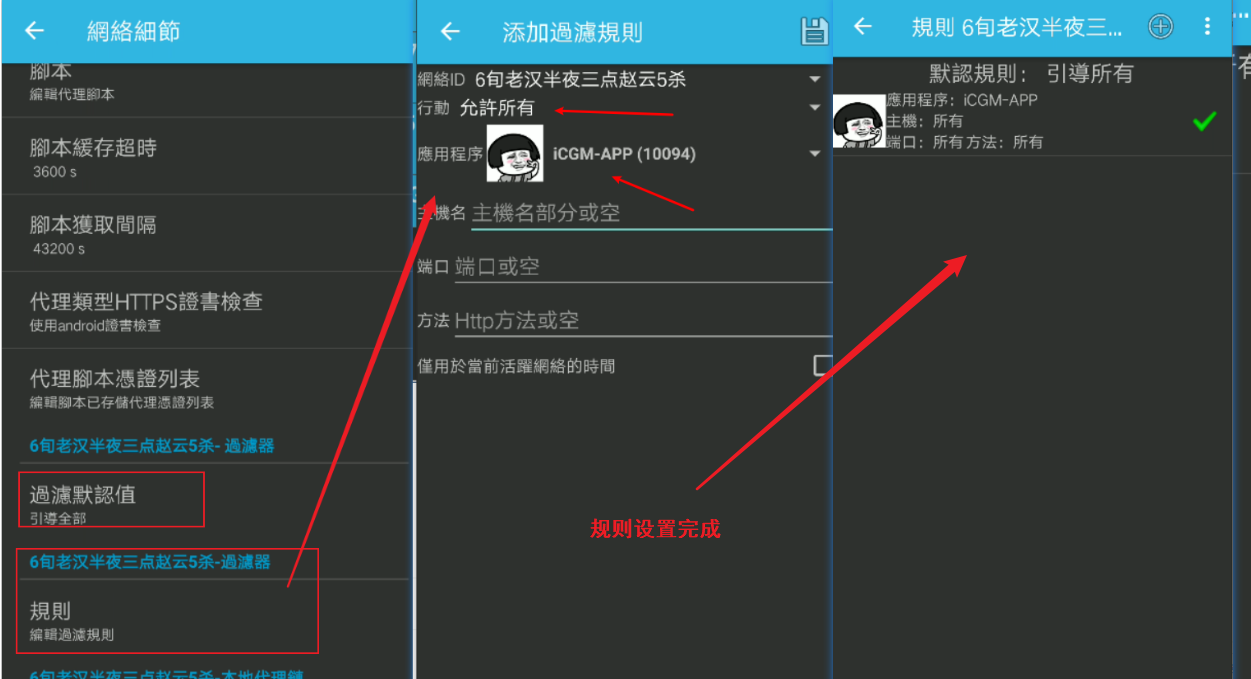 網絡細節
腳本
編輯代理腳本
腳本緩存超時
3600 s
腳本獲取間隔
43200 s
代理類型HTTPS證書檢查
使用android證書檢查
代理腳本憑證列表
編輯腳本已存儲代理憑證列表
6旬老汉半夜三点赵云5杀- 過濾器
過濾默認值
引導全部
6旬老汉半夜三点赵云5杀-過濾器
規則
編輯過濾規則
6旬老汉半夜三点赵云5杀-本地代理鏈
添加過濾規則
網絡ID 6旬老汉半夜三点赵云5杀
行動 允許所有
應用程序 iCGM-APP (10094)
主機名 主機名部分或空
端口 端口或空
方法 Http方法或空
僅用於當前活躍網絡的時間
规则设置完成
規則 6旬老汉半夜三...
默認規則： 引導所有
應用程序：iCGM-APP
主機：所有
端口：所有 方法：所有